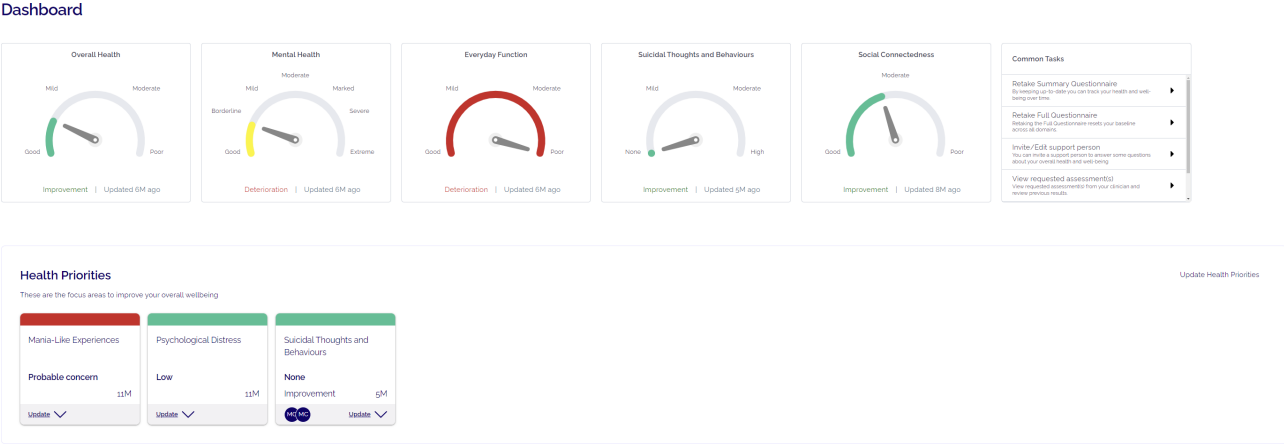 Dashboard
Overall Health
Mild
Moderate
Good
Poor
Improvement | Updated 6M ago
Mental Health
Moderate
Mild
Marked
Borderline
Severe
Good
Extreme
Deterioration | Updated 6M ago
Everyday Function
Mild
Moderate
Good
Poor
Deterioration | Updated 6M ago
Suicidal Thoughts and Behaviours
Mild
Moderate
None
High
Improvement | Updated 5M ago
Social Connectedness
Moderate
Good
Poor
Improvement | Updated 8M ago
Common Tasks
Retake Summary Questionnaire
By keeping up-to-date you can track your health and well-
being over time.
Retake Full Questionnaire
Retaking the Full Questionnaire resets your baseline
across all domains.
Invite/Edit support person
You can invite a support person to answer some questions
about your overall health and well-being.
View requested assessment(s)
View requested assessment(s) from your clinician and
review previous results.
Health Priorities
Update Health Priorities
These are the focus areas to improve your overall wellbeing
Mania-Like Experiences
Probable concern
11M
Update
Psychological Distress
Low
11M
Update
Suicidal Thoughts and
Behaviours
None
Improvement 5M
MC MC Update